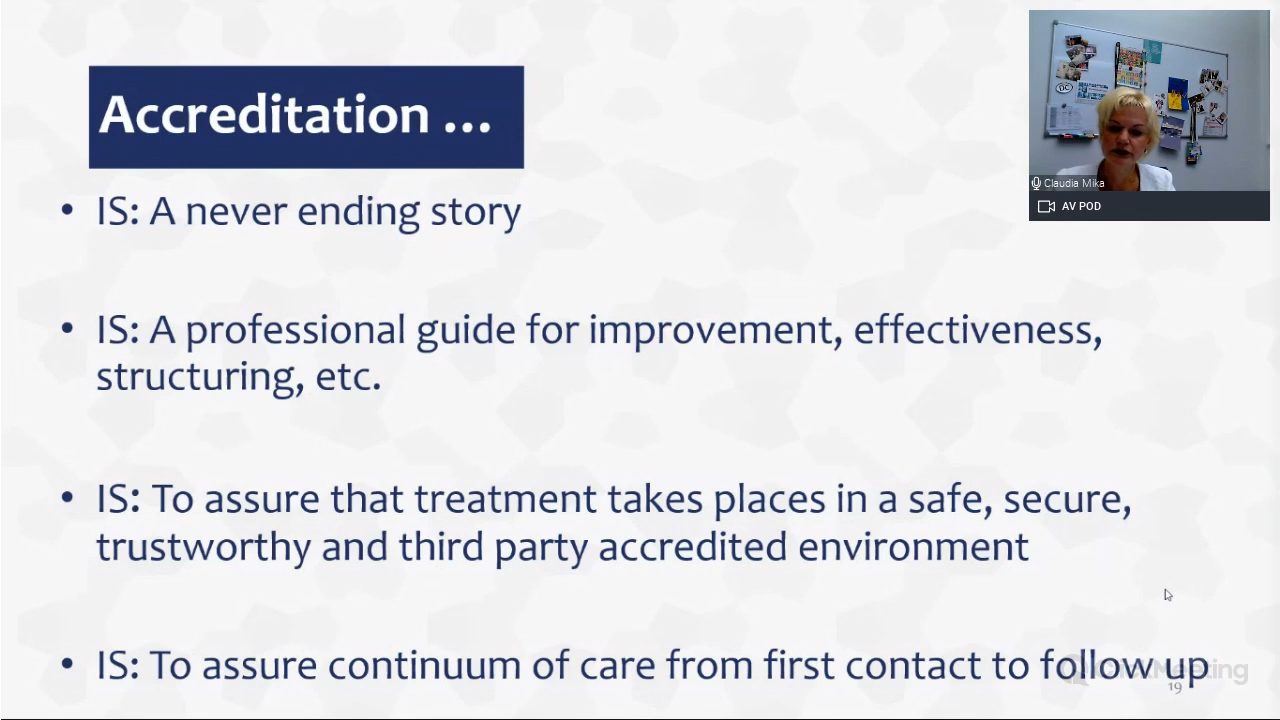 Accreditation ...
• IS: A never ending story
• IS: A professional guide for improvement, effectiveness,
structuring, etc.
• IS: To assure that treatment takes places in a safe, secure,
trustworthy and third party accredited environment
• IS: To assure continuum of care from first contact to follow up
ClickMeeting
19
Claudia Mika
AV POD